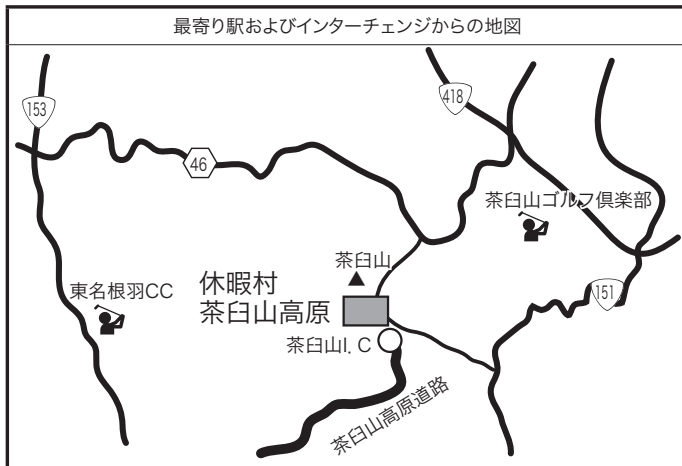 最寄り駅およびインターチェンジからの地図
153
418
46
茶臼山ゴルフ倶楽部
茶臼山
東名根羽CC
休暇村
茶臼山高原
151
茶臼山I.C
茶臼山高原道路